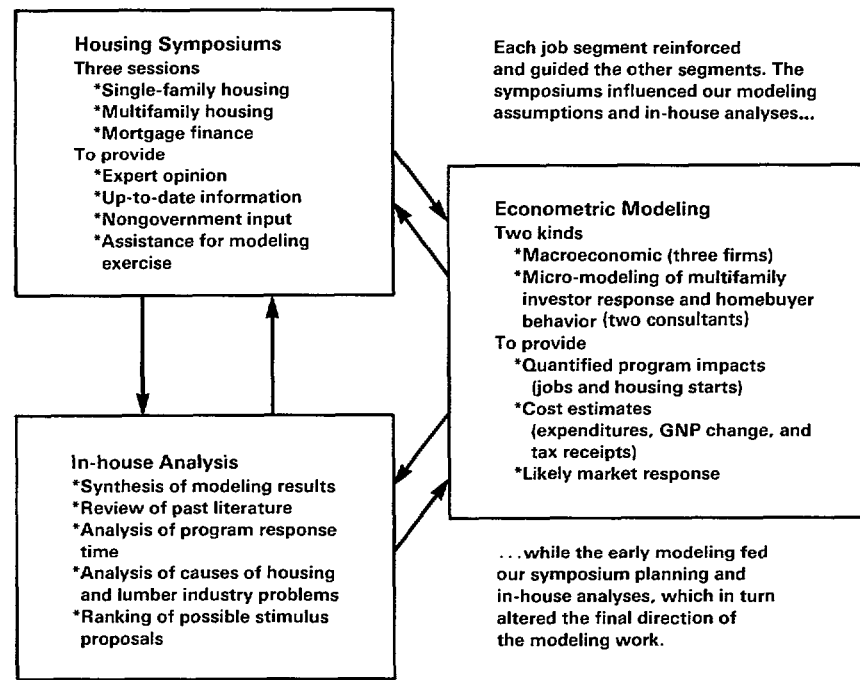 Housing Symposiums
Three sessions
*Single-family housing
*Multifamily housing
*Mortgage finance
To provide
*Expert opinion
*Up-to-date information
*Nongovernment input
*Assistance for modeling
exercise
Each job segment reinforced
and guided the other segments. The
symposiums influenced our modeling
assumptions and in-house analyses...
Econometric Modeling
Two kinds
*Macroeconomic (three firms)
*Micro-modeling of multifamily
investor response and homebuyer
behavior (two consultants)
To provide
*Quantified program impacts
(jobs and housing starts)
*Cost estimates
(expenditures, GNP change, and
tax receipts)
*Likely market response
In-house Analysis
*Synthesis of modeling results
*Review of past literature
*Analysis of program response
time
*Analysis of causes of housing
and lumber industry problems
*Ranking of possible stimulus
proposals
...while the early modeling fed
our symposium planning and
in-house analyses, which in turn
altered the final direction of
the modeling work.